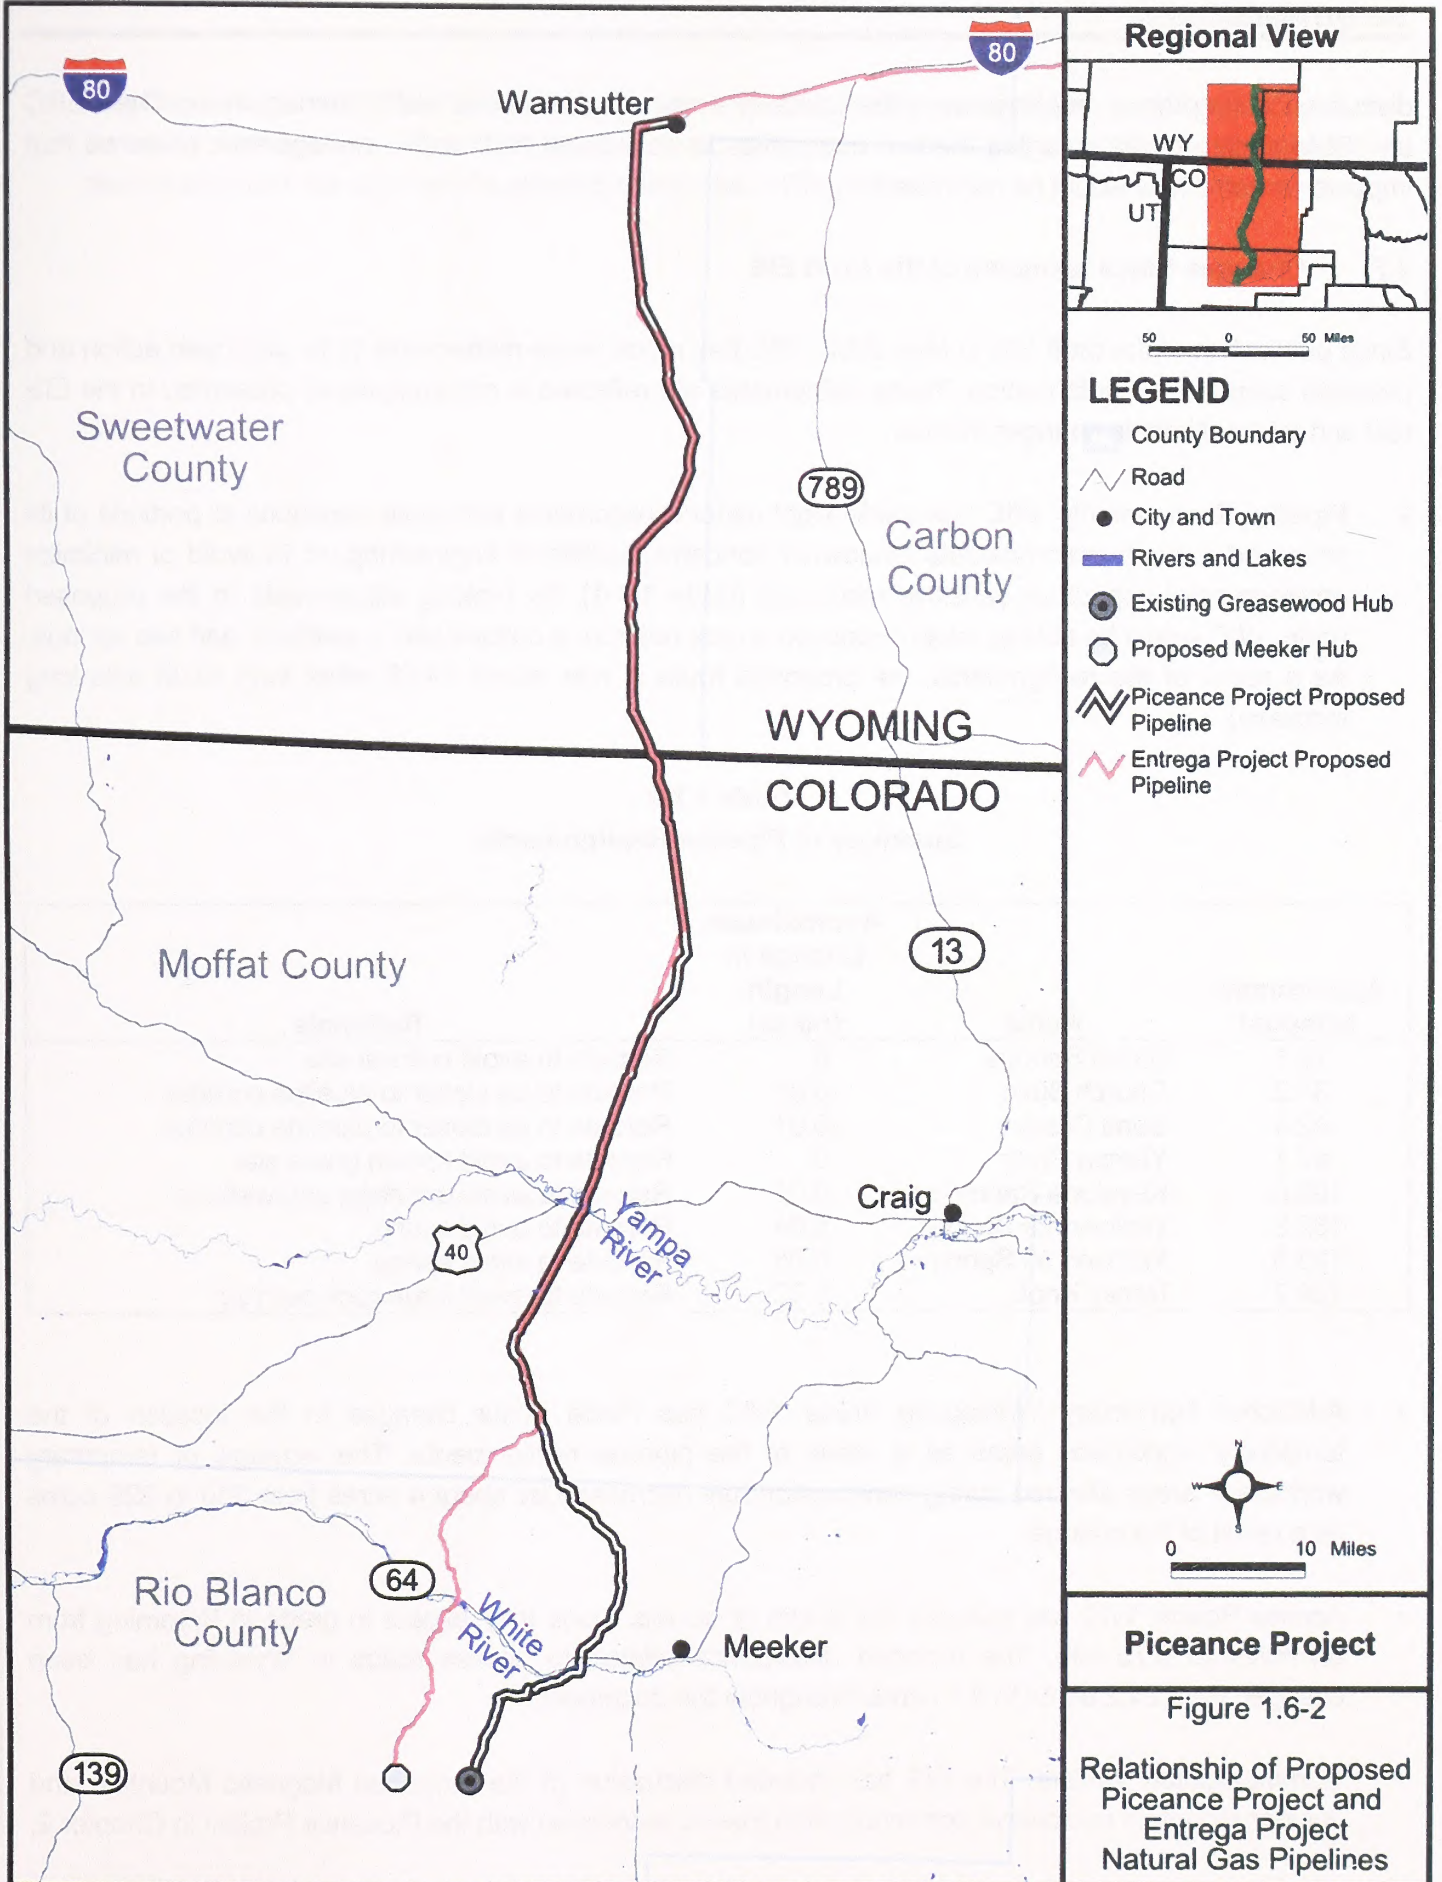 80
80
Wamsutter
Sweetwater
County
789
Carbon
County
WYOMING
COLORADO
Moffat County
13
Craig
Yampa
River
40
Rio Blanco
County
64
White
River
Meeker
139
Regional View
WY
CO
UT
50 0 50 Miles
LEGEND
County Boundary
Road
City and Town
Rivers and Lakes
Existing Greasewood Hub
Proposed Meeker Hub
Piceance Project Proposed
Pipeline
Entrega Project Proposed
Pipeline
N
W E
S
0 10 Miles
Piceance Project
Figure 1.6-2
Relationship of Proposed
Piceance Project and
Entrega Project
Natural Gas Pipelines